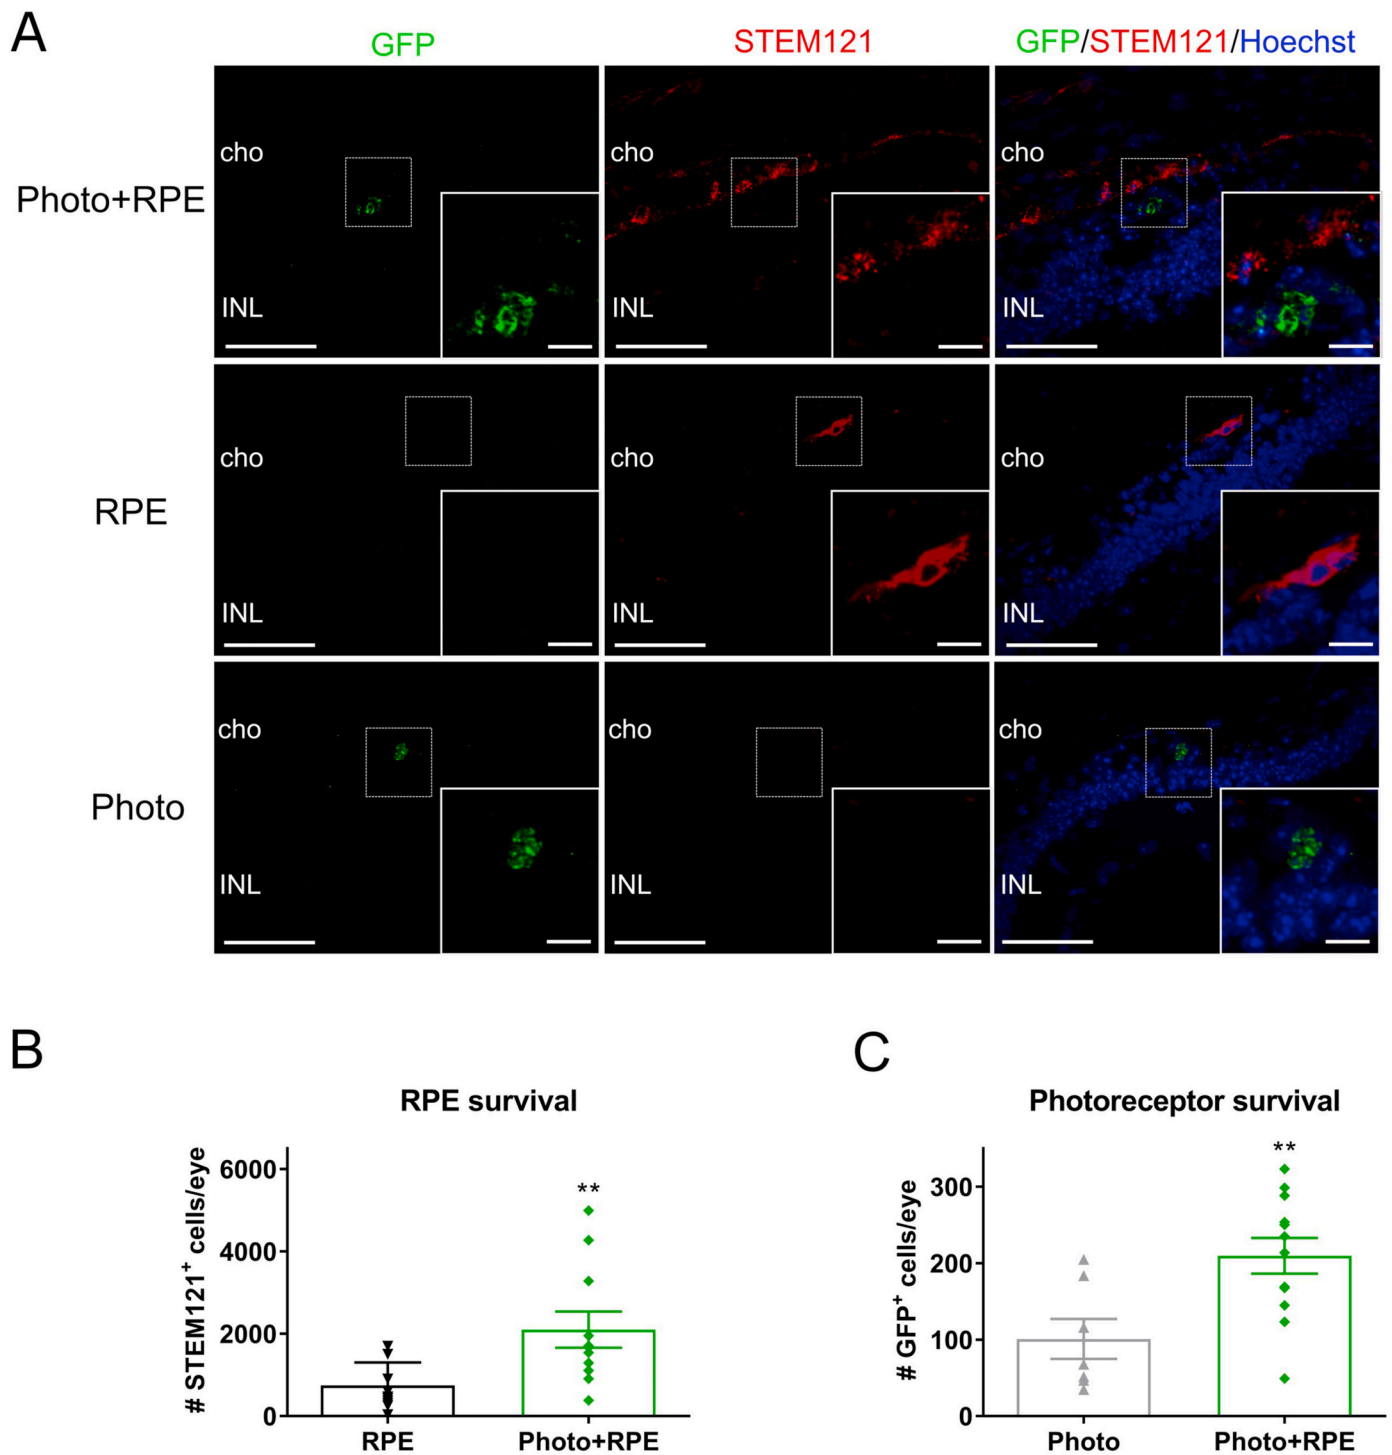 A
GFP
STEM121
GFP/STEM121/Hoechst
Photo+RPE
cho
cho
cho
INL
INL
INL
RPE
cho
cho
cho
INL
INL
INL
Photo
cho
cho
cho
INL
INL
INL
B
RPE survival
# STEM121+ cells/eye
6000
4000
2000
0
**
RPE
Photo+RPE
C
Photoreceptor survival
# GFP+ cells/eye
300
200
100
0
**
Photo
Photo+RPE